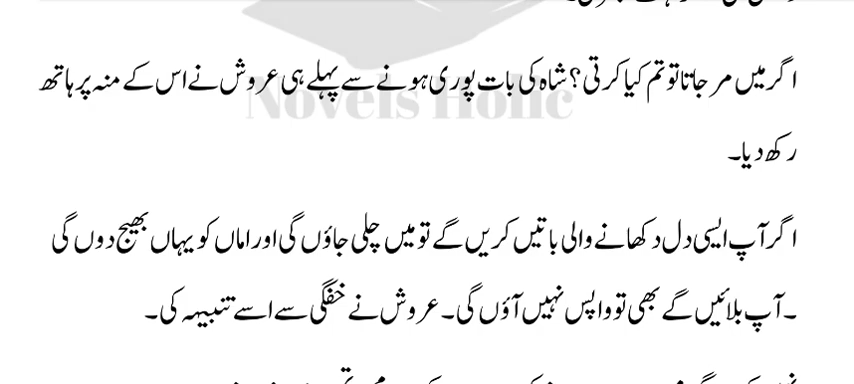 Novels Holic
اگر میں مر جاتا تو تم کیا کرتی؟ شاہ کی بات پوری ہونے سے پہلے ہی عروش نے اس کے منہ پر ہاتھ
رکھ دیا۔
اگر آپ ایسی دل دکھانے والی باتیں کریں گے تو میں چلی جاؤں گی اور اماں کو یہاں بھیج دوں گی
۔آپ بلائیں گے بھی تو واپس نہیں آؤں گی۔ عروش نے خفگی سے اسے تنبیہہ کی۔